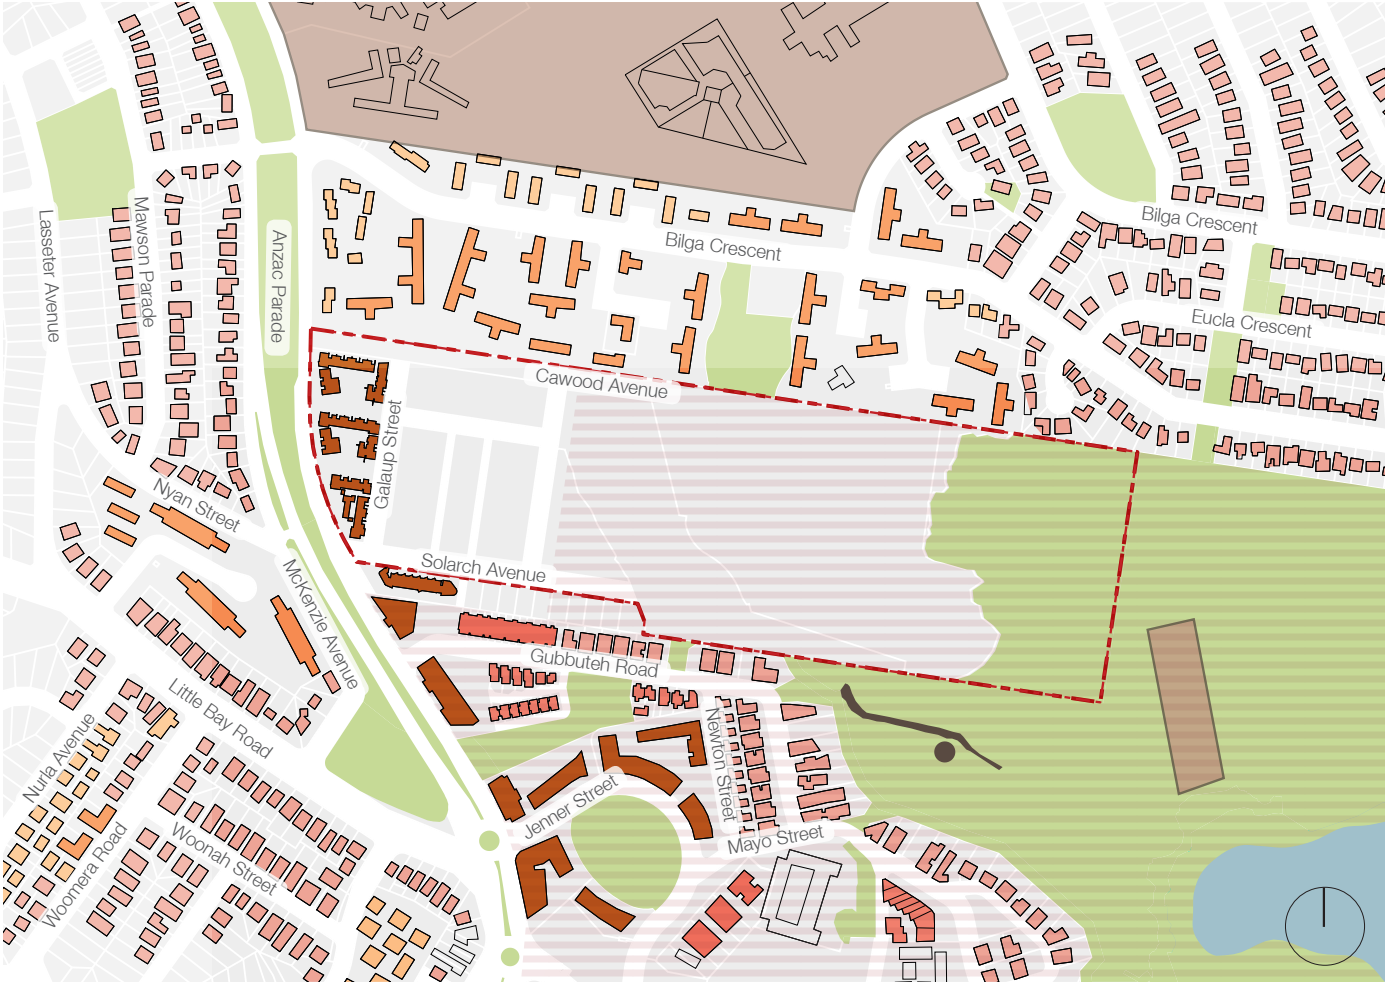 Lasseter Avenue
Mawson Parade
Anzac Parade
Bilga Crescent
Bilga Crescent
Eucla Crescent
Cawood Avenue
Galaup Street
Nyan Street
Solarch Avenue
McKenzie Avenue
Gubbuteh Road
Little Bay Road
Nurla Avenue
Newton Street
Jenner Street
Mayo Street
Woonah Street
Woomera Road